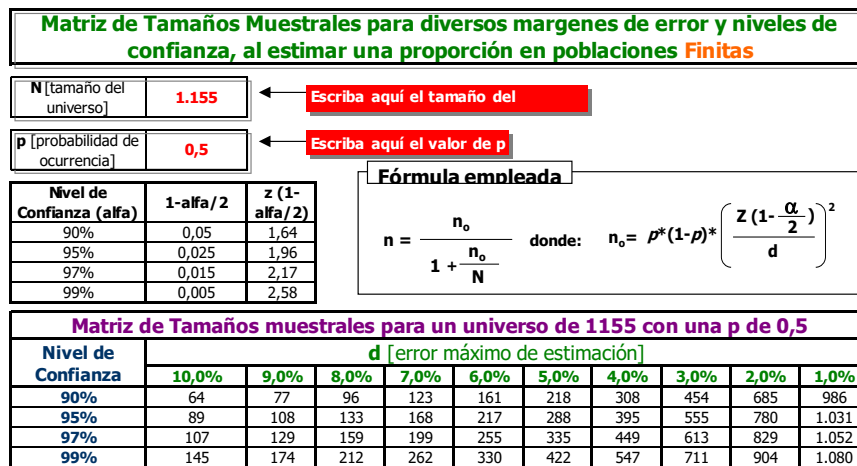 Matriz de Tamaños Muestrales para diversos margenes de error y niveles de
confianza, al estimar una proporción en poblaciones Finitas
N [tamaño del
universo]
1.155
Escriba aquí el tamaño del
p [probabilidad de
ocurrencia]
0,5
Escriba aquí el valor de p
Nivel de
Confianza (alfa)
1-alfa/2
z (1-
alfa/2)
90% 0,05 1,64
95% 0,025 1,96
97% 0,015 2,17
99% 0,005 2,58
Fórmula empleada
n = nₒ / (1 + nₒ/N) donde: nₒ= p*(1-p)* (Z (1- α/2) / d)²
Matriz de Tamaños muestrales para un universo de 1155 con una p de 0,5
Nivel de
Confianza
d [error máximo de estimación]
10,0% 9,0% 8,0% 7,0% 6,0% 5,0% 4,0% 3,0% 2,0% 1,0%
90% 64 77 96 123 161 218 308 454 685 986
95% 89 108 133 168 217 288 395 555 780 1.031
97% 107 129 159 199 255 335 449 613 829 1.052
99% 145 174 212 262 330 422 547 711 904 1.080